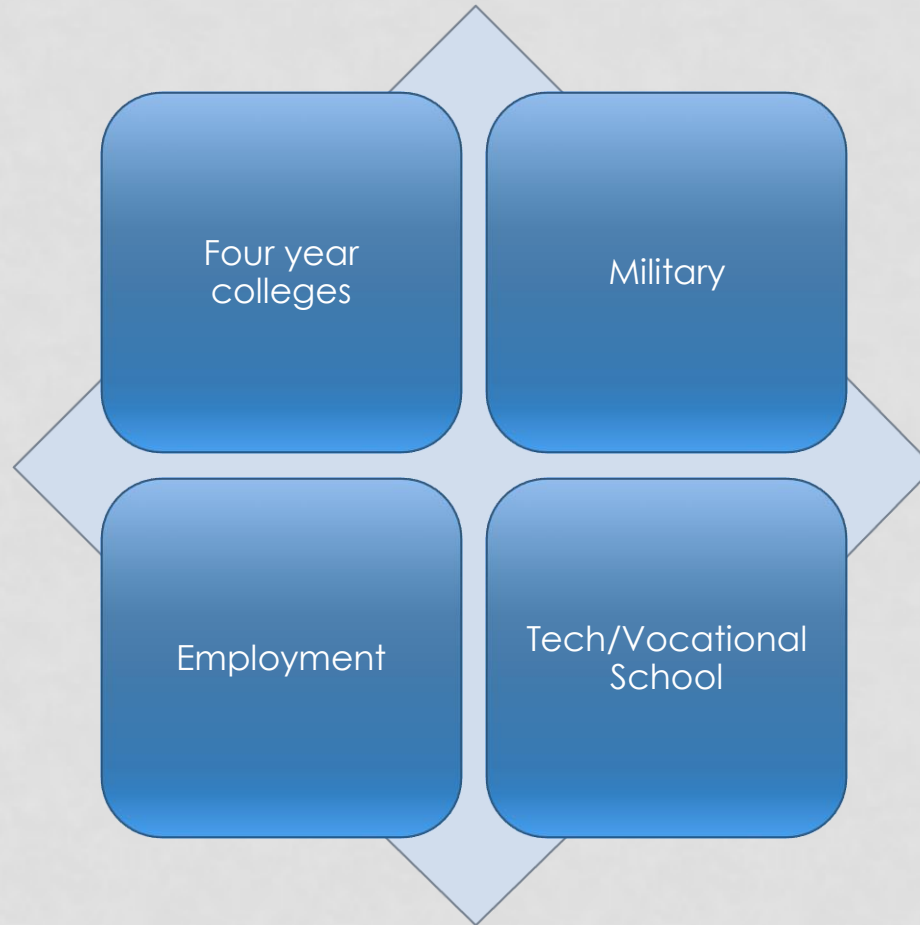 Four year
colleges
Military
Employment
Tech/Vocational
School